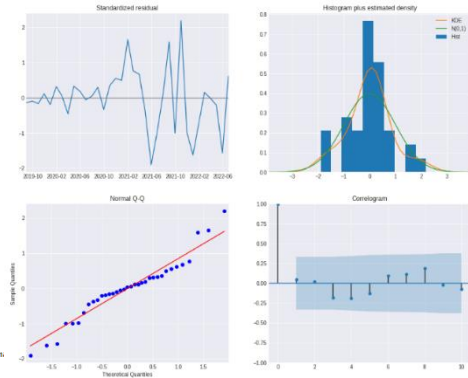 Standardized residual
2
1
0
-1
-2
2019-10 2020-02 2020-06 2020-10 2021-02 2021-06 2021-10 2022-02 2022-06
Histogram plus estimated density
KDE
N(0,1)
Hist
0.8
0.7
0.6
0.5
0.4
0.3
0.2
0.1
0.0
-3 -2 -1 0 1 2 3
Normal Q-Q
Sample Quantiles
2
1
0
-1
-2
-1.5 -1.0 -0.5 0.0 0.5 1.0 1.5
Theoretical Quantiles
Correlogram
1.00
0.75
0.50
0.25
0.00
-0.25
-0.50
-0.75
-1.00
0 2 4 6 8 10